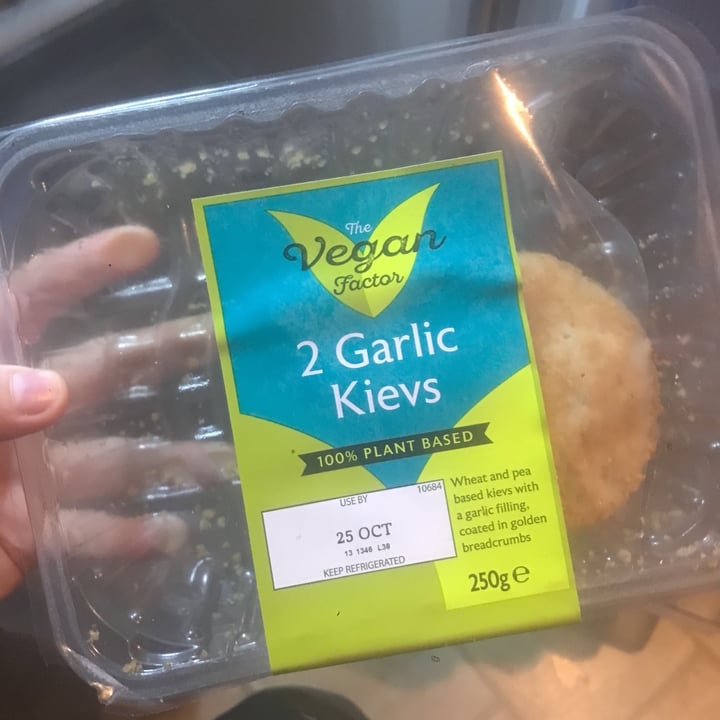 The
Vegan
Factor
2 Garlic
Kievs
100% PLANT BASED
USE BY
10684
25 OCT
13 1346 L38
KEEP REFRIGERATED
Wheat and pea
based kievs with
a garlic filling,
coated in golden
breadcrumbs
250g e